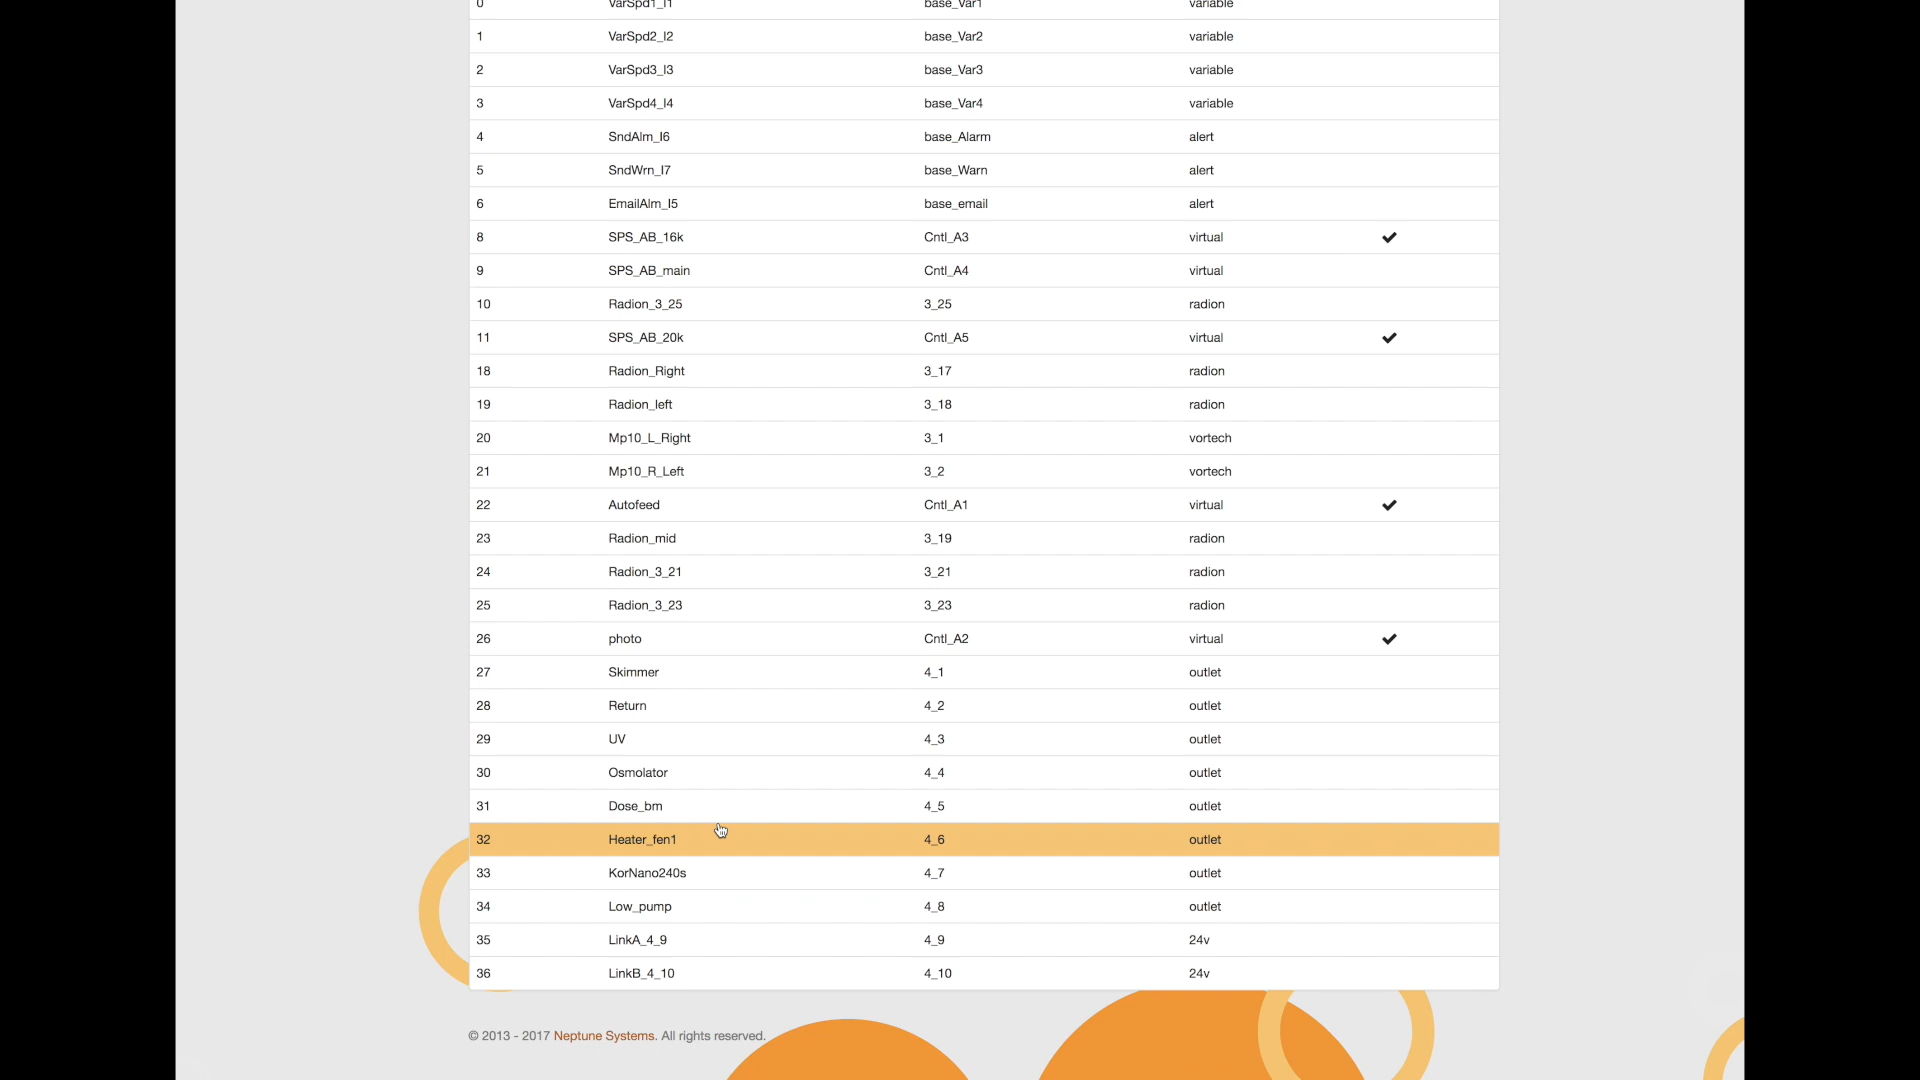 0 VarSpd1_I1 base_Var1 variable
1 VarSpd2_I2 base_Var2 variable
2 VarSpd3_I3 base_Var3 variable
3 VarSpd4_I4 base_Var4 variable
4 SndAlm_I6 base_Alarm alert
5 SndWrn_I7 base_Warn alert
6 EmailAlm_I5 base_email alert
8 SPS_AB_16k Cntl_A3 virtual
9 SPS_AB_main Cntl_A4 virtual
10 Radion_3_25 3_25 radion
11 SPS_AB_20k Cntl_A5 virtual
18 Radion_Right 3_17 radion
19 Radion_left 3_18 radion
20 Mp10_L_Right 3_1 vortech
21 Mp10_R_Left 3_2 vortech
22 Autofeed Cntl_A1 virtual
23 Radion_mid 3_19 radion
24 Radion_3_21 3_21 radion
25 Radion_3_23 3_23 radion
26 photo Cntl_A2 virtual
27 Skimmer 4_1 outlet
28 Return 4_2 outlet
29 UV 4_3 outlet
30 Osmolator 4_4 outlet
31 Dose_bm 4_5 outlet
32 Heater_fen1 4_6 outlet
33 KorNano240s 4_7 outlet
34 Low_pump 4_8 outlet
35 LinkA_4_9 4_9 24v
36 LinkB_4_10 4_10 24v
© 2013 - 2017 Neptune Systems. All rights reserved.